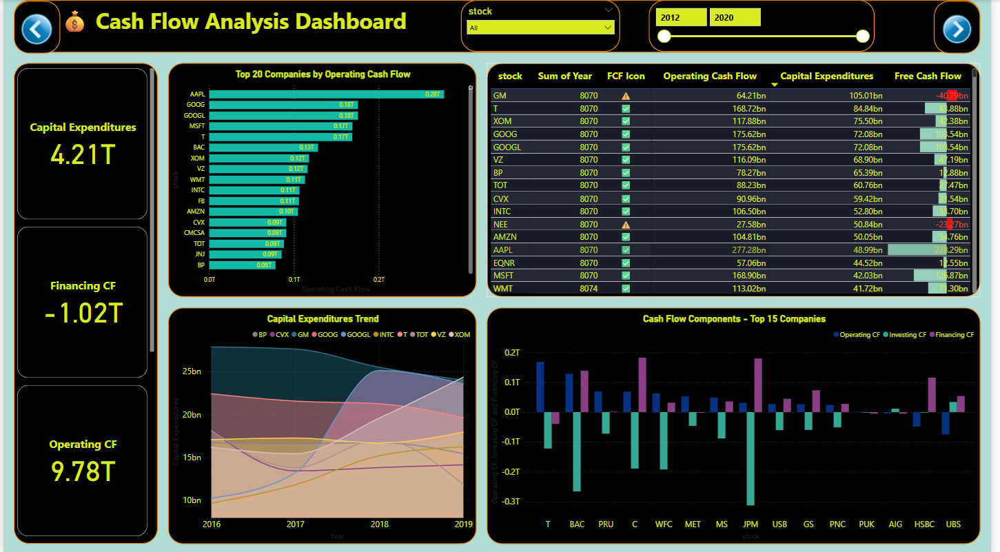 Cash Flow Analysis Dashboard
stock
All
2012 2020
Capital Expenditures
4.21T
Financing CF
-1.02T
Operating CF
9.78T
Top 20 Companies by Operating Cash Flow
stock
AAPL 0.28T
GOOG 0.18T
GOOGL 0.18T
MSFT 0.17T
T 0.17T
BAC 0.13T
XOM 0.12T
VZ 0.12T
WMT 0.11T
INTC 0.11T
FB 0.11T
AMZN 0.10T
CVX 0.09T
CMCSA 0.09T
TOT 0.09T
JNJ 0.09T
BP 0.08T
0.0T 0.1T 0.2T
Operating Cash Flow
stock Sum of Year FCF Icon Operating Cash Flow Capital Expenditures Free Cash Flow
GM 8070 64.21bn 105.01bn -40.79bn
T 8070 168.72bn 84.84bn 83.88bn
XOM 8070 117.88bn 75.50bn 42.38bn
GOOG 8070 175.62bn 72.08bn 103.54bn
GOOGL 8070 175.62bn 72.08bn 103.54bn
VZ 8070 116.09bn 68.90bn 47.19bn
BP 8070 78.27bn 65.39bn 12.88bn
TOT 8070 88.23bn 60.76bn 27.47bn
CVX 8070 90.96bn 59.42bn 31.54bn
INTC 8070 106.50bn 52.80bn 53.70bn
NEE 8070 27.58bn 50.84bn -23.27bn
AMZN 8070 104.81bn 50.05bn 54.76bn
AAPL 8070 277.28bn 48.99bn 228.29bn
EQNR 8070 57.06bn 44.52bn 12.55bn
MSFT 8070 168.90bn 42.03bn 126.87bn
WMT 8074 113.02bn 41.72bn 71.30bn
Capital Expenditures Trend
BP CVX GM GOOG GOOGL INTC T TOT VZ XOM
Capital Expenditures
25bn
20bn
15bn
10bn
2016 2017 2018 2019
Year
Cash Flow Components - Top 15 Companies
Operating CF Investing CF Financing CF
Operating CF, Investing CF and Financing CF
0.2T
0.1T
0.0T
-0.1T
-0.2T
-0.3T
T BAC PRU C WFC MET MS JPM USB GS PNC PUK AIG HSBC UBS
stock